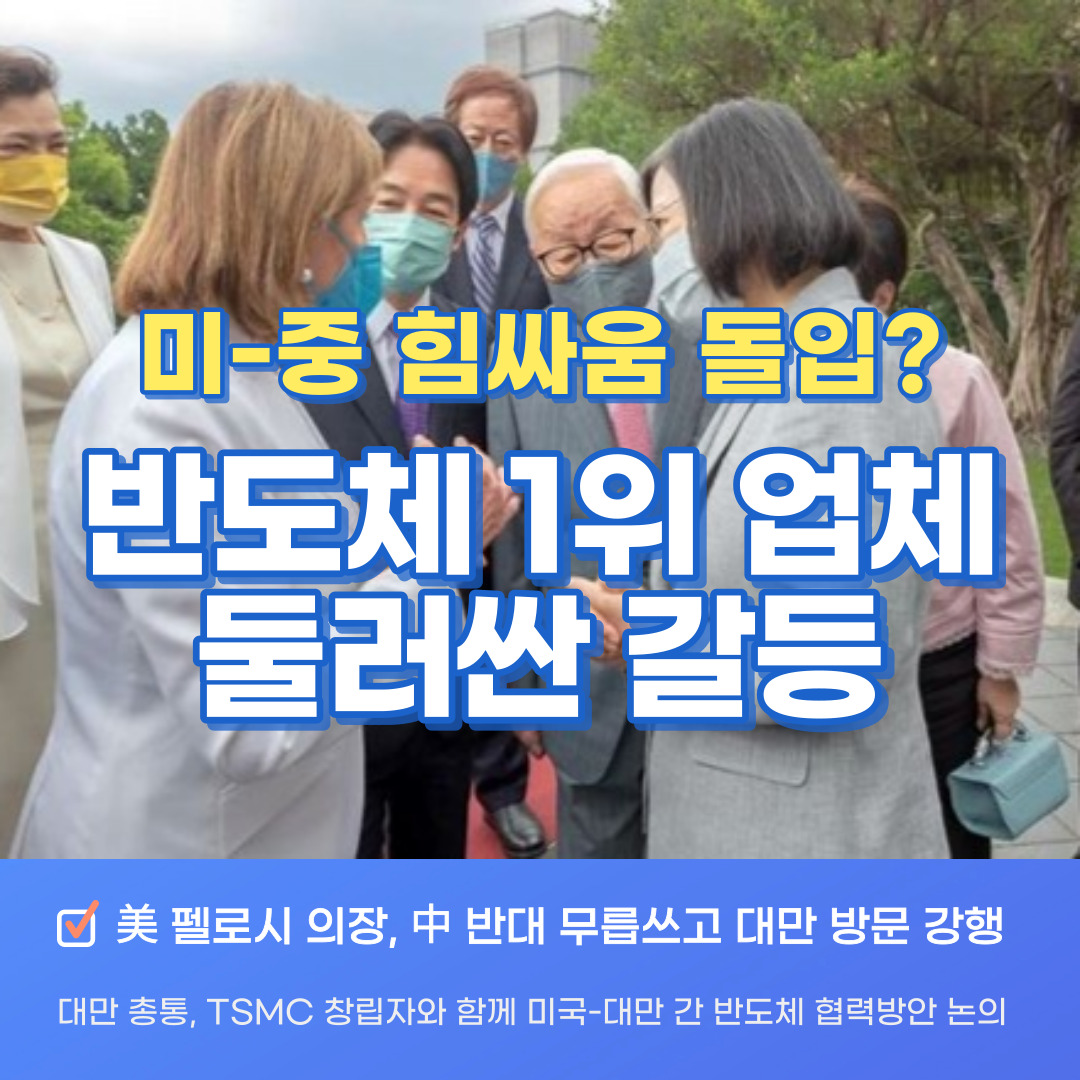 미-중 힘싸움 돌입?
반도체 1위 업체
둘러싼 갈등
美 펠로시 의장, 中 반대 무릅쓰고 대만 방문 강행
대만 총통, TSMC 창립자와 함께 미국-대만 간 반도체 협력방안 논의